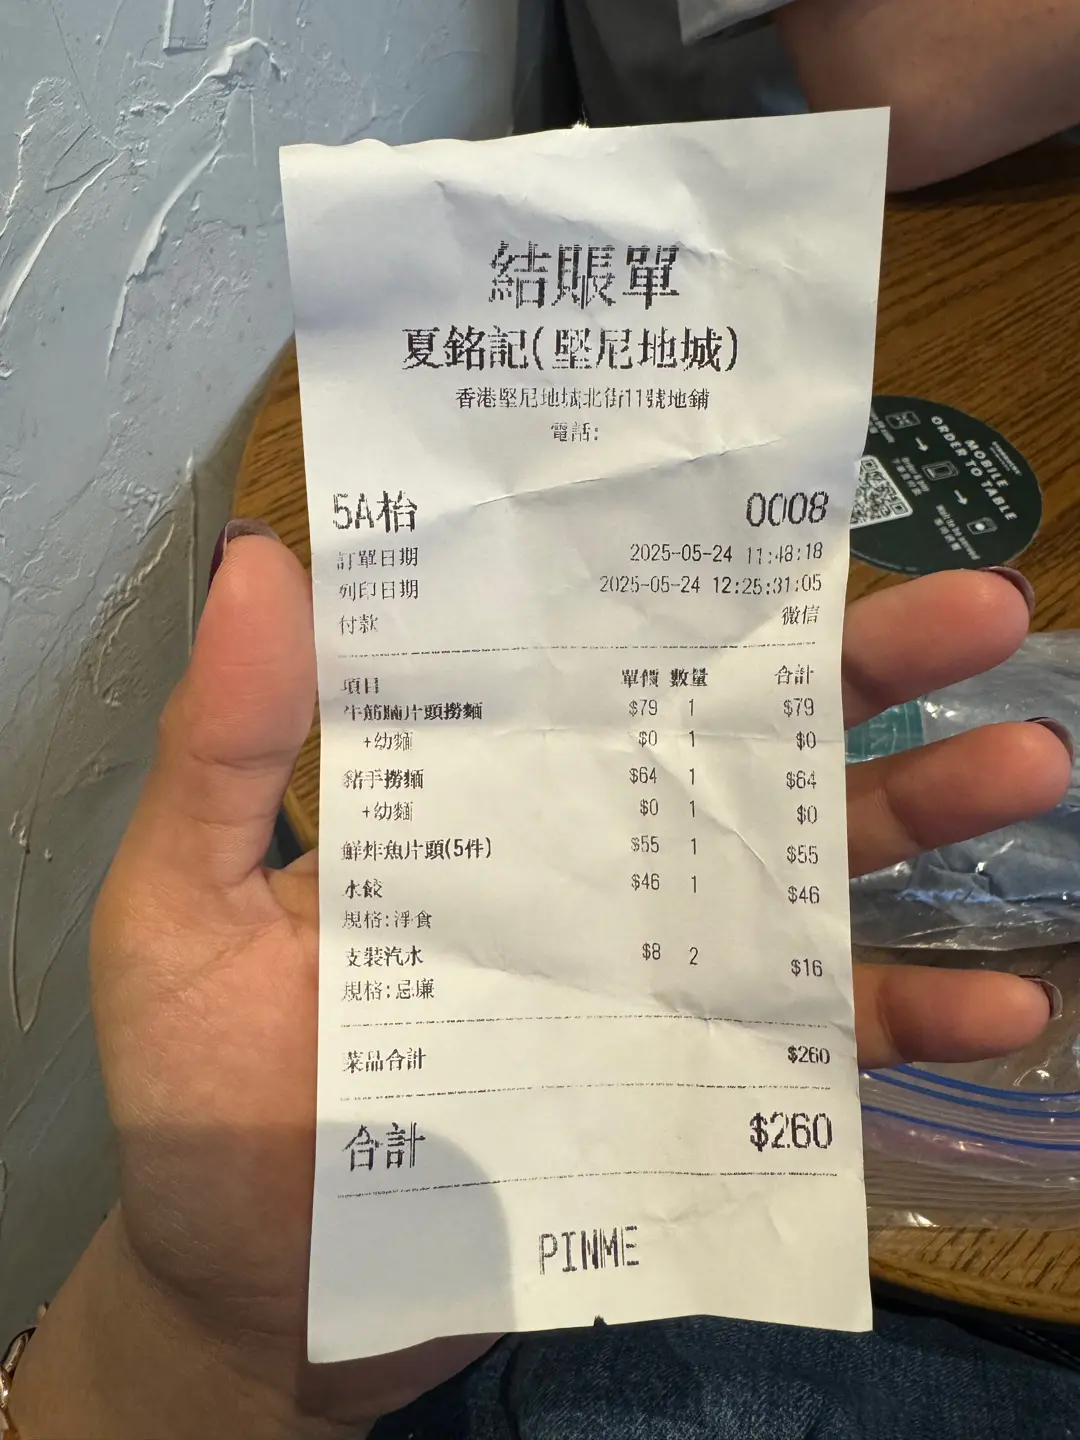 結賬單
夏銘記(堅尼地城)
香港堅尼地城北街11號地鋪
電話:
5A枱 0008
訂單日期 2025-05-24 11:48:18
列印日期 2025-05-24 12:25:31:05
付款 微信
項目 單價 數量 合計
牛筋腩片頭撈麵 $79 1 $79
+幼麵 $0 1 $0
豬手撈麵 $64 1 $64
+幼麵 $0 1 $0
鮮炸魚片頭(5件) $55 1 $55
水餃 $46 1 $46
規格:淨食
支裝汽水 $8 2 $16
規格:忌廉
菜品合計 $260
合計 $260
PINME
MOBILE
ORDER TO TABLE